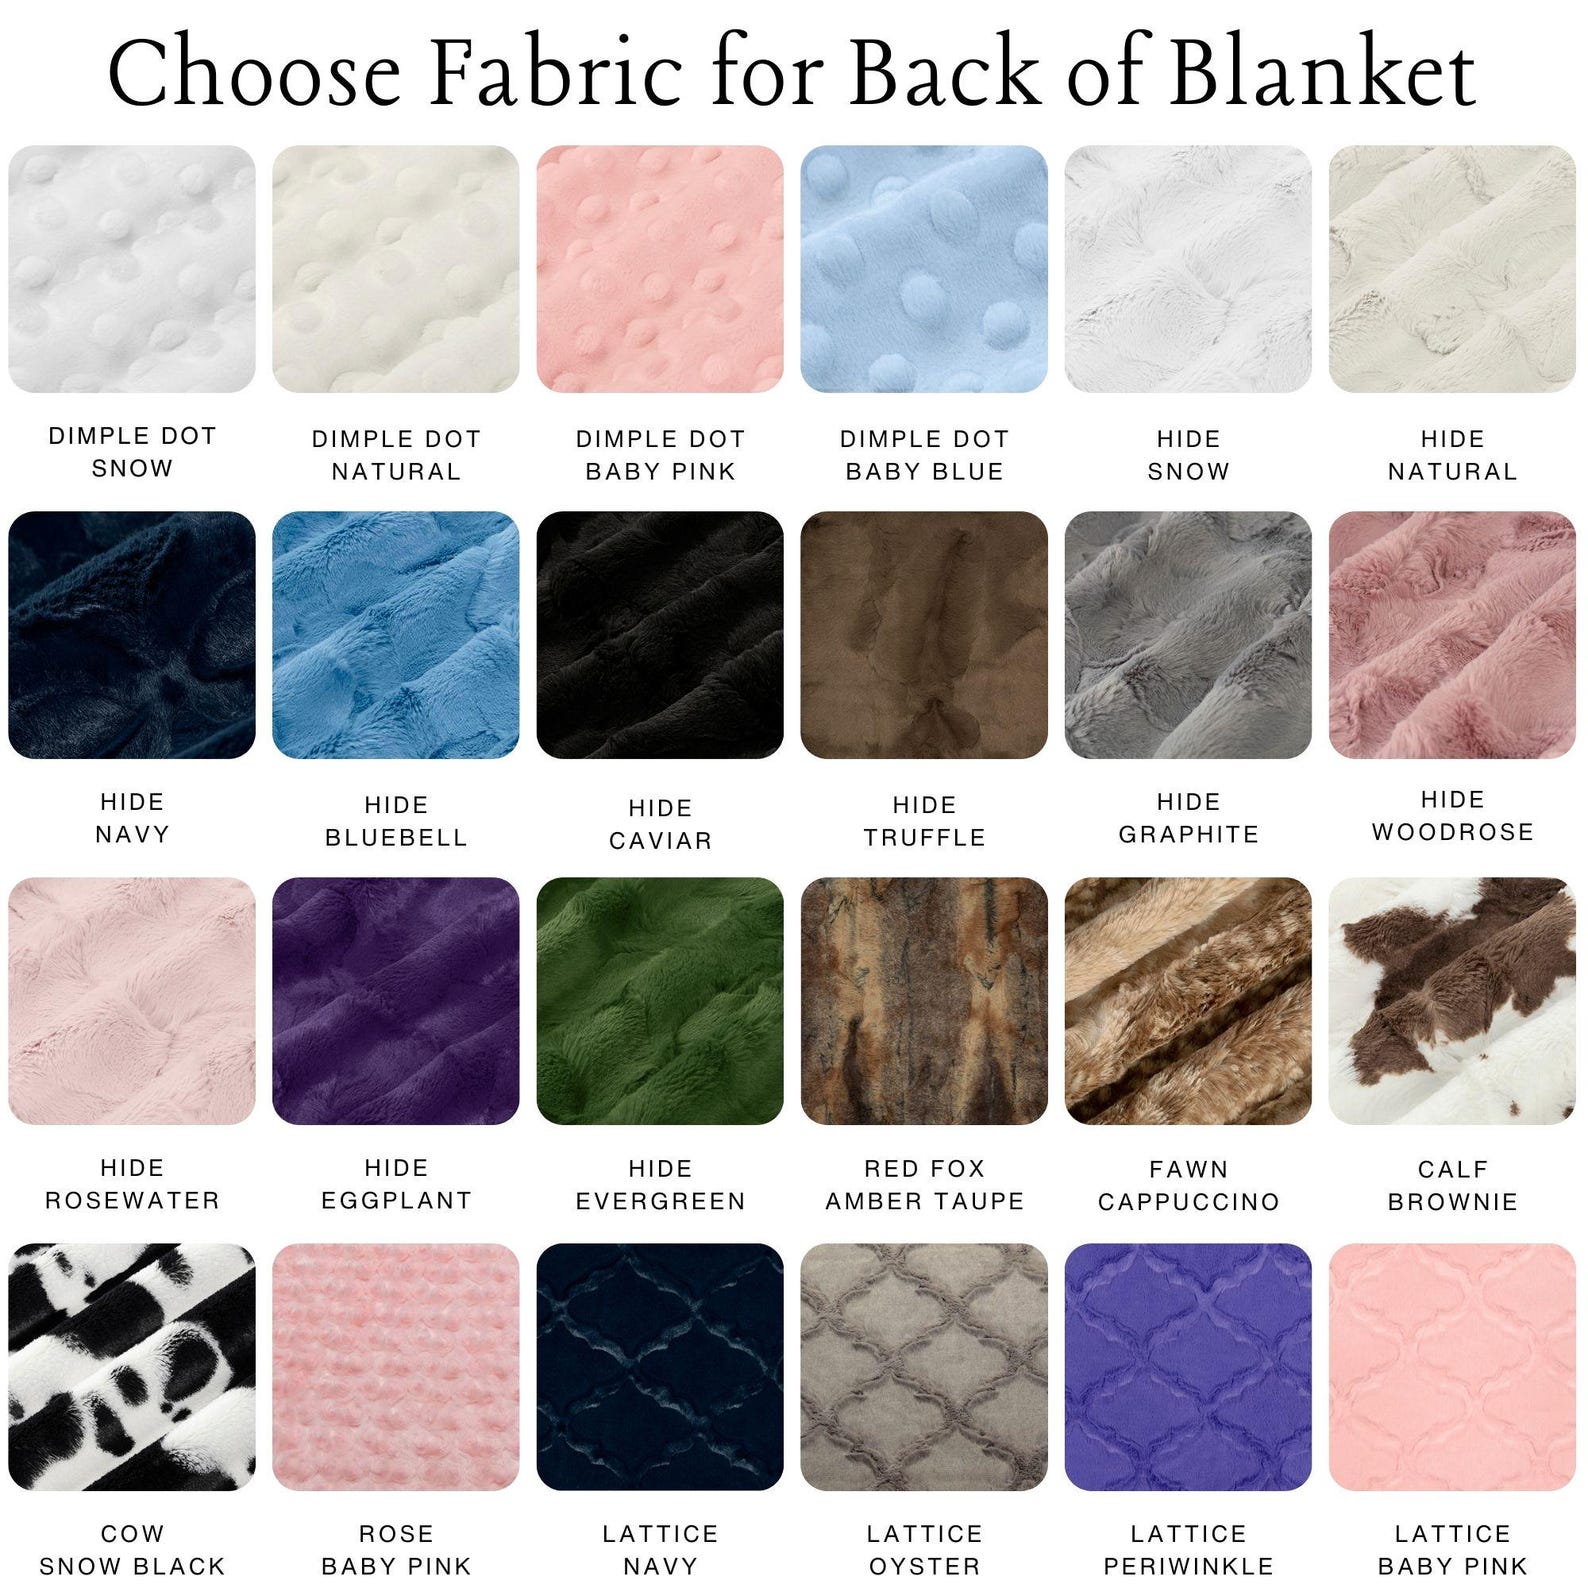 Choose Fabric for Back of Blanket
DIMPLE DOT
SNOW
DIMPLE DOT
NATURAL
DIMPLE DOT
BABY PINK
DIMPLE DOT
BABY BLUE
HIDE
SNOW
HIDE
NATURAL
HIDE
NAVY
HIDE
BLUEBELL
HIDE
CAVIAR
HIDE
TRUFFLE
HIDE
GRAPHITE
HIDE
WOODROSE
HIDE
ROSEWATER
HIDE
EGGPLANT
HIDE
EVERGREEN
RED FOX
AMBER TAUPE
FAWN
CAPPUCCINO
CALF
BROWNIE
COW
SNOW BLACK
ROSE
BABY PINK
LATTICE
NAVY
LATTICE
OYSTER
LATTICE
PERIWINKLE
LATTICE
BABY PINK